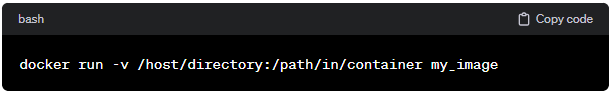 bash
Copy code
docker run -v /host/directory:/path/in/container my_image